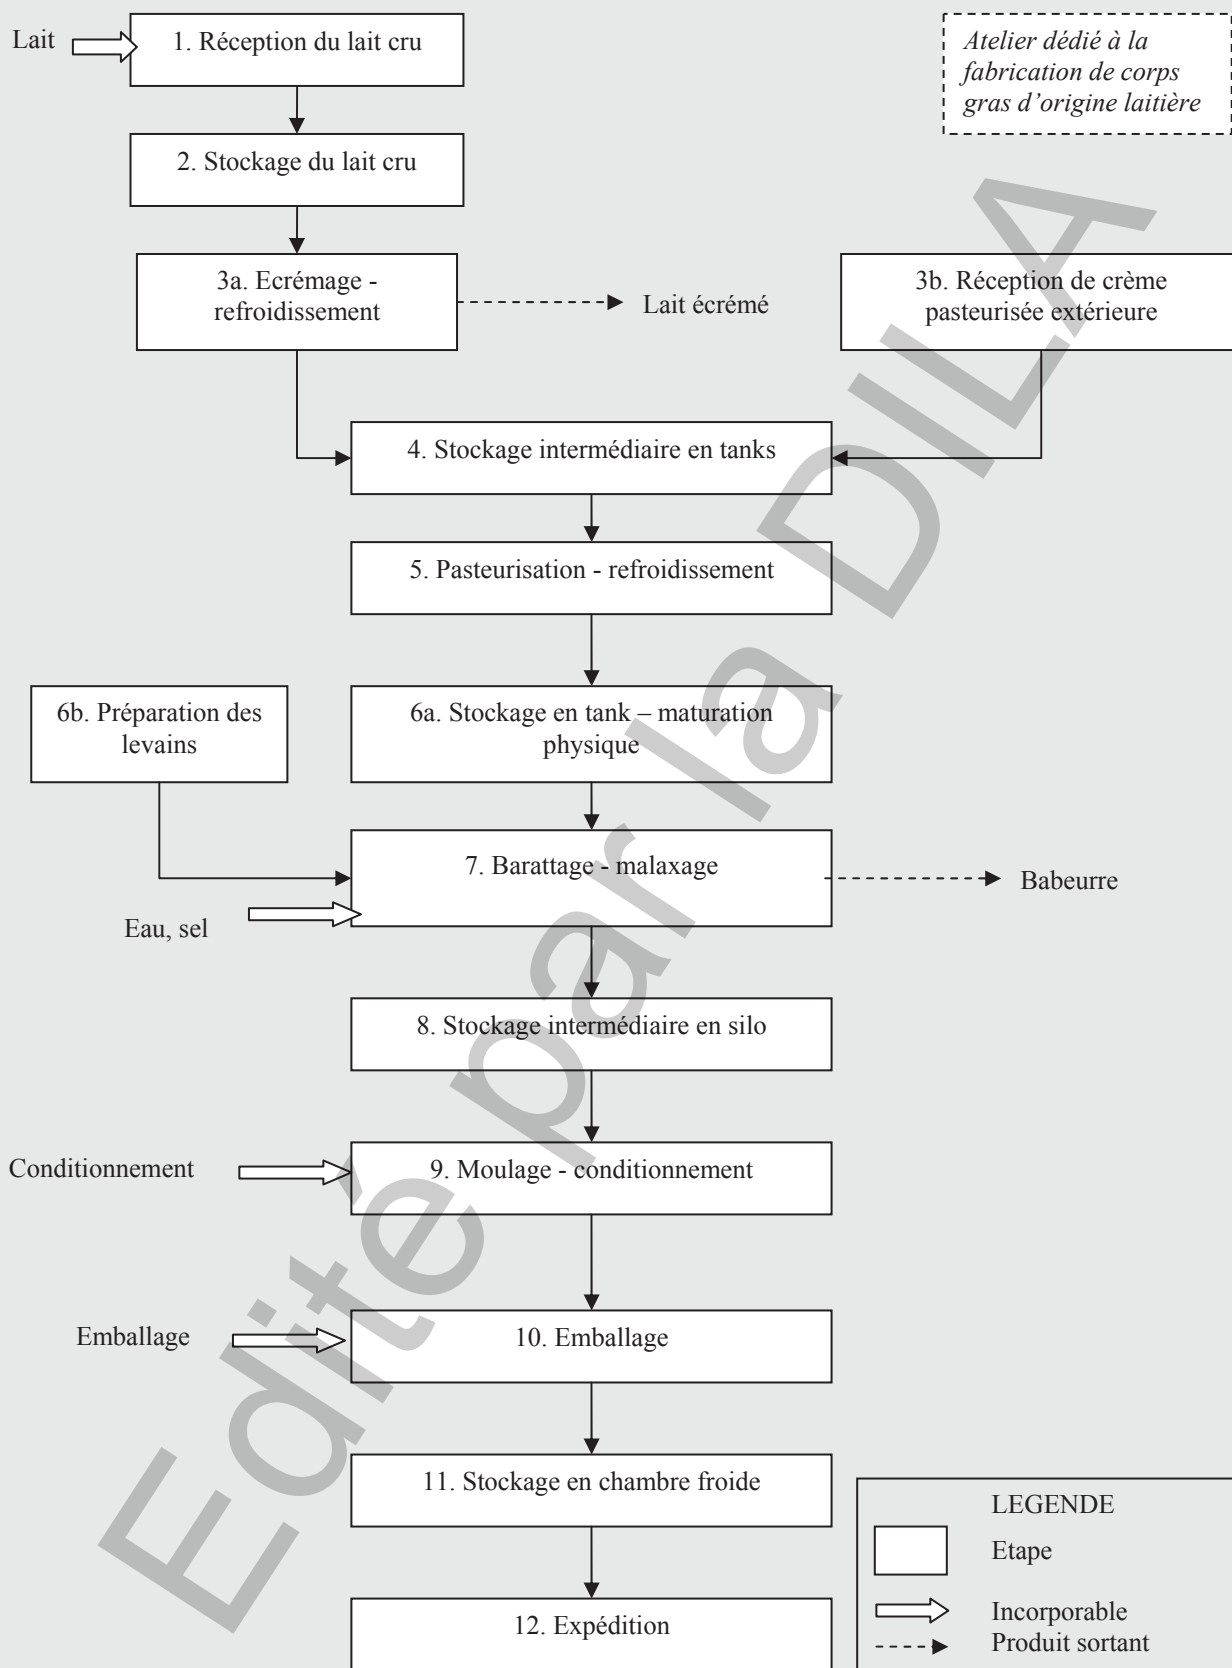 Lait
1. Réception du lait cru
Atelier dédié à la
fabrication de corps
gras d'origine laitière
2. Stockage du lait cru
3a. Ecrémage -
refroidissement
Lait écrémé
3b. Réception de crème
pasteurisée extérieure
4. Stockage intermédiaire en tanks
5. Pasteurisation - refroidissement
6b. Préparation des
levains
6a. Stockage en tank – maturation
physique
7. Barattage - malaxage
Babeurre
Eau, sel
8. Stockage intermédiaire en silo
Conditionnement
9. Moulage - conditionnement
Emballage
10. Emballage
11. Stockage en chambre froide
12. Expédition
LEGENDE
Etape
Incorporable
Produit sortant
Edité par la DILA